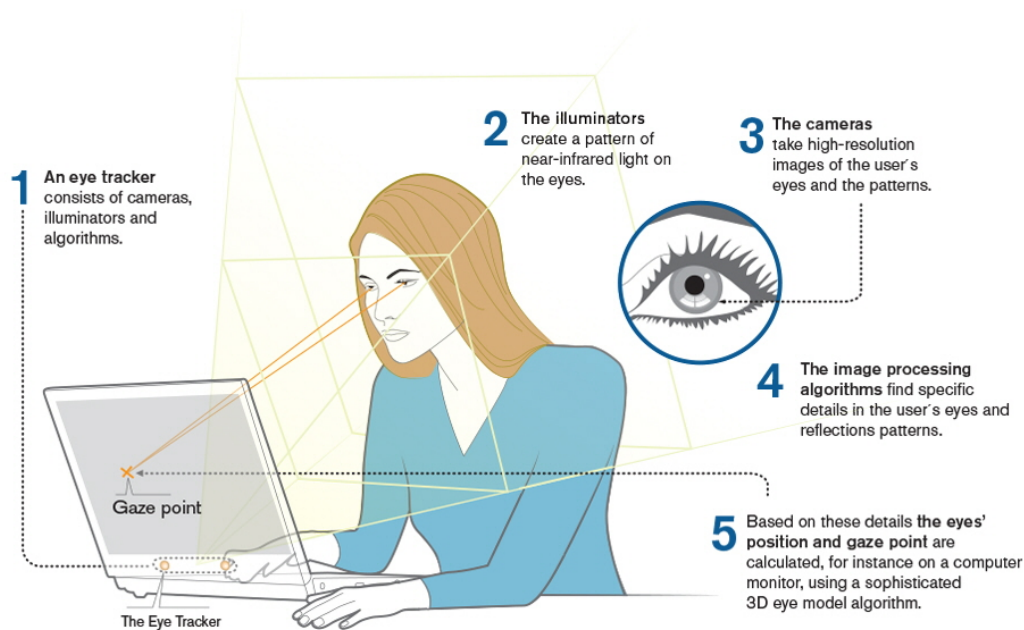 1
An eye tracker
consists of cameras,
illuminators and
algorithms.
2
The illuminators
create a pattern of
near-infrared light on
the eyes.
3
The cameras
take high-resolution
images of the user´s
eyes and the patterns.
4
The image processing
algorithms find specific
details in the user´s eyes and
reflections patterns.
5
Based on these details the eyes’
position and gaze point are
calculated, for instance on a computer
monitor, using a sophisticated
3D eye model algorithm.
Gaze point
The Eye Tracker